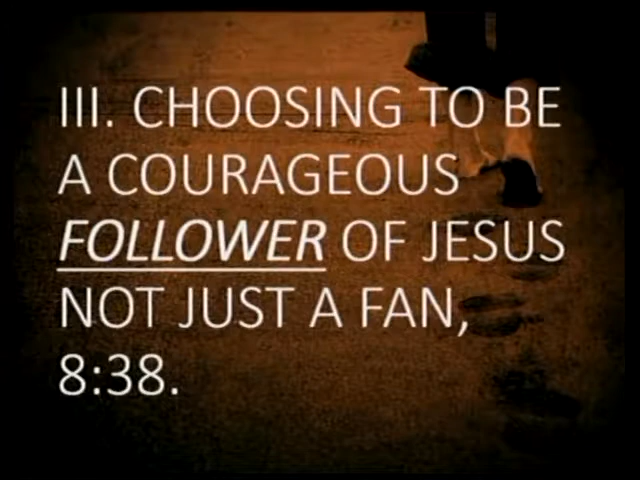 III. CHOOSING TO BE
A COURAGEOUS
FOLLOWER OF JESUS
NOT JUST A FAN,
8:38.